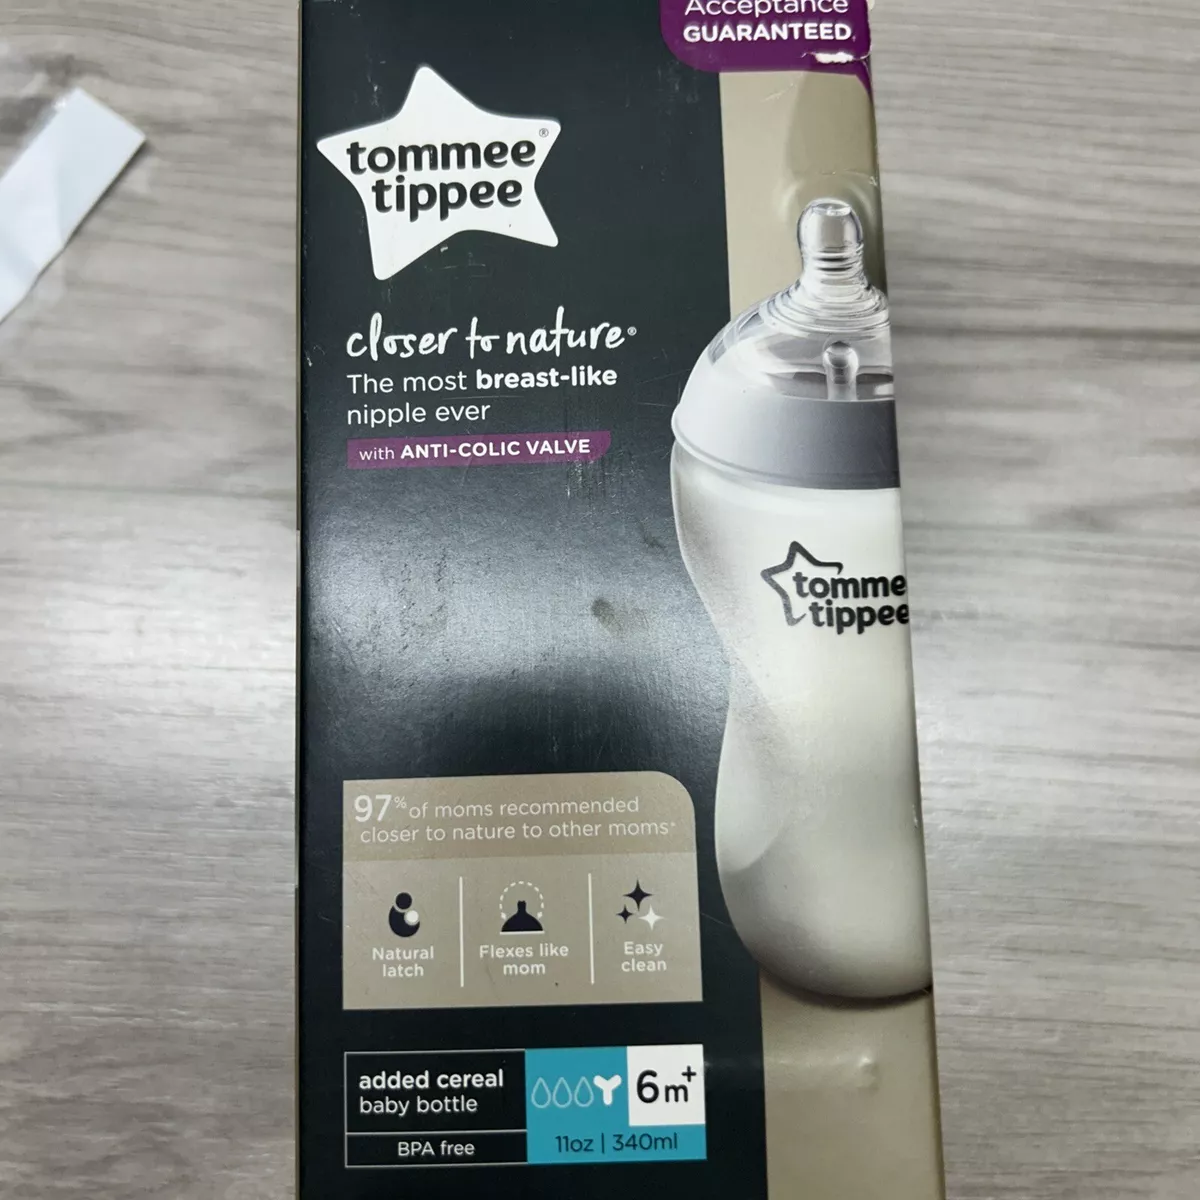 Acceptance
GUARANTEED
tommee®
tippee
closer to nature®
The most breast-like
nipple ever
with ANTI-COLIC VALVE
tomme
tippee
97% of moms recommended
closer to nature to other moms*
Natural
latch
Flexes like
mom
Easy
clean
added cereal
baby bottle
BPA free
6m+
11oz | 340ml